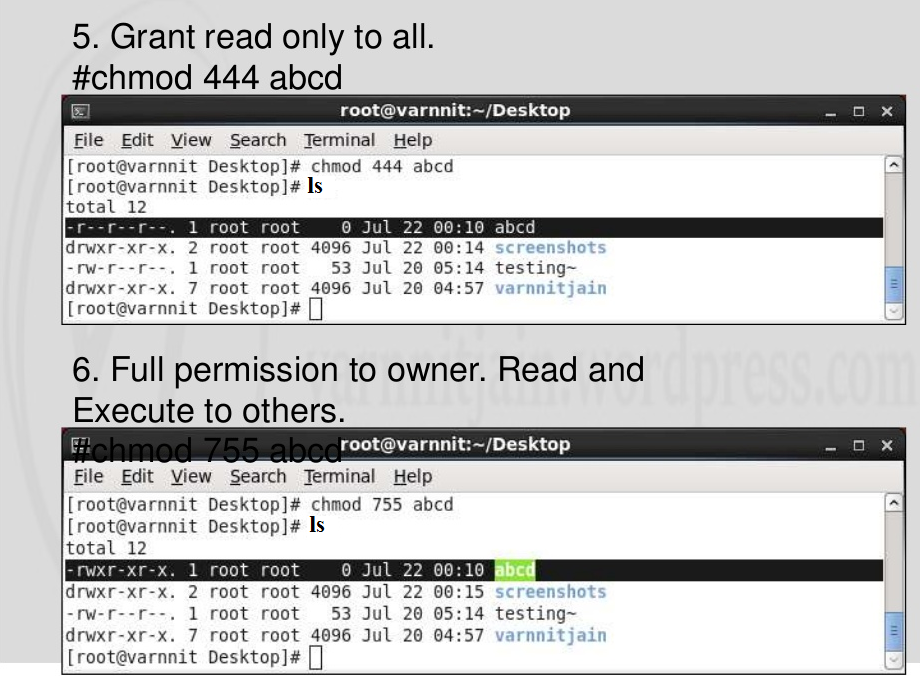 5. Grant read only to all.
#chmod 444 abcd
root@varnnit:~/Desktop
File Edit View Search Terminal Help
[root@varnnit Desktop]# chmod 444 abcd
[root@varnnit Desktop]# ls
total 12
-r--r--r--. 1 root root    0 Jul 22 00:10 abcd
drwxr-xr-x. 2 root root 4096 Jul 22 00:14 screenshots
-rw-r--r--. 1 root root   53 Jul 20 05:14 testing~
drwxr-xr-x. 7 root root 4096 Jul 20 04:57 varnnitjain
[root@varnnit Desktop]#
varnnitjain.wordpress.com
6. Full permission to owner. Read and
Execute to others.
#chmod 755 abcd
root@varnnit:~/Desktop
File Edit View Search Terminal Help
[root@varnnit Desktop]# chmod 755 abcd
[root@varnnit Desktop]# ls
total 12
-rwxr-xr-x. 1 root root    0 Jul 22 00:10 abcd
drwxr-xr-x. 2 root root 4096 Jul 22 00:15 screenshots
-rw-r--r--. 1 root root   53 Jul 20 05:14 testing~
drwxr-xr-x. 7 root root 4096 Jul 20 04:57 varnnitjain
[root@varnnit Desktop]#